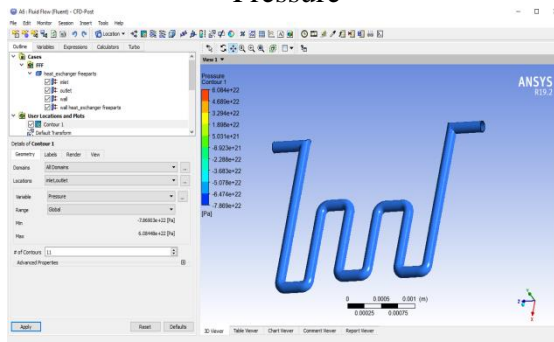 Pressure
A6 : Fluid Flow (Fluent) - CFD-Post
File Edit Monitor Session Insert Tools Help
Location
Outline Variables Expressions Calculators Turbo
Cases
FFF
heat_exchanger freeparts
inlet
outlet
wall
wall heat_exchanger freeparts
User Locations and Plots
Contour 1
Default Transform
Details of Contour 1
Geometry Labels Render View
Domains All Domains
Locations inlet,outlet
Variable Pressure
Range Global
Min
Max
# of Contours 11
Advanced Properties
Apply Reset Defaults
View 1
Pressure
Contour 1
6.084e+22
4.689e+22
3.294e+22
1.898e+22
5.031e+21
-8.923e+21
-2.288e+22
-3.683e+22
-5.078e+22
-6.474e+22
-7.869e+22
[Pa]
ANSYS
R19.2
0 0.0005 0.001 (m)
0.00025 0.00075
3D Viewer Table Viewer Chart Viewer Comment Viewer Report Viewer